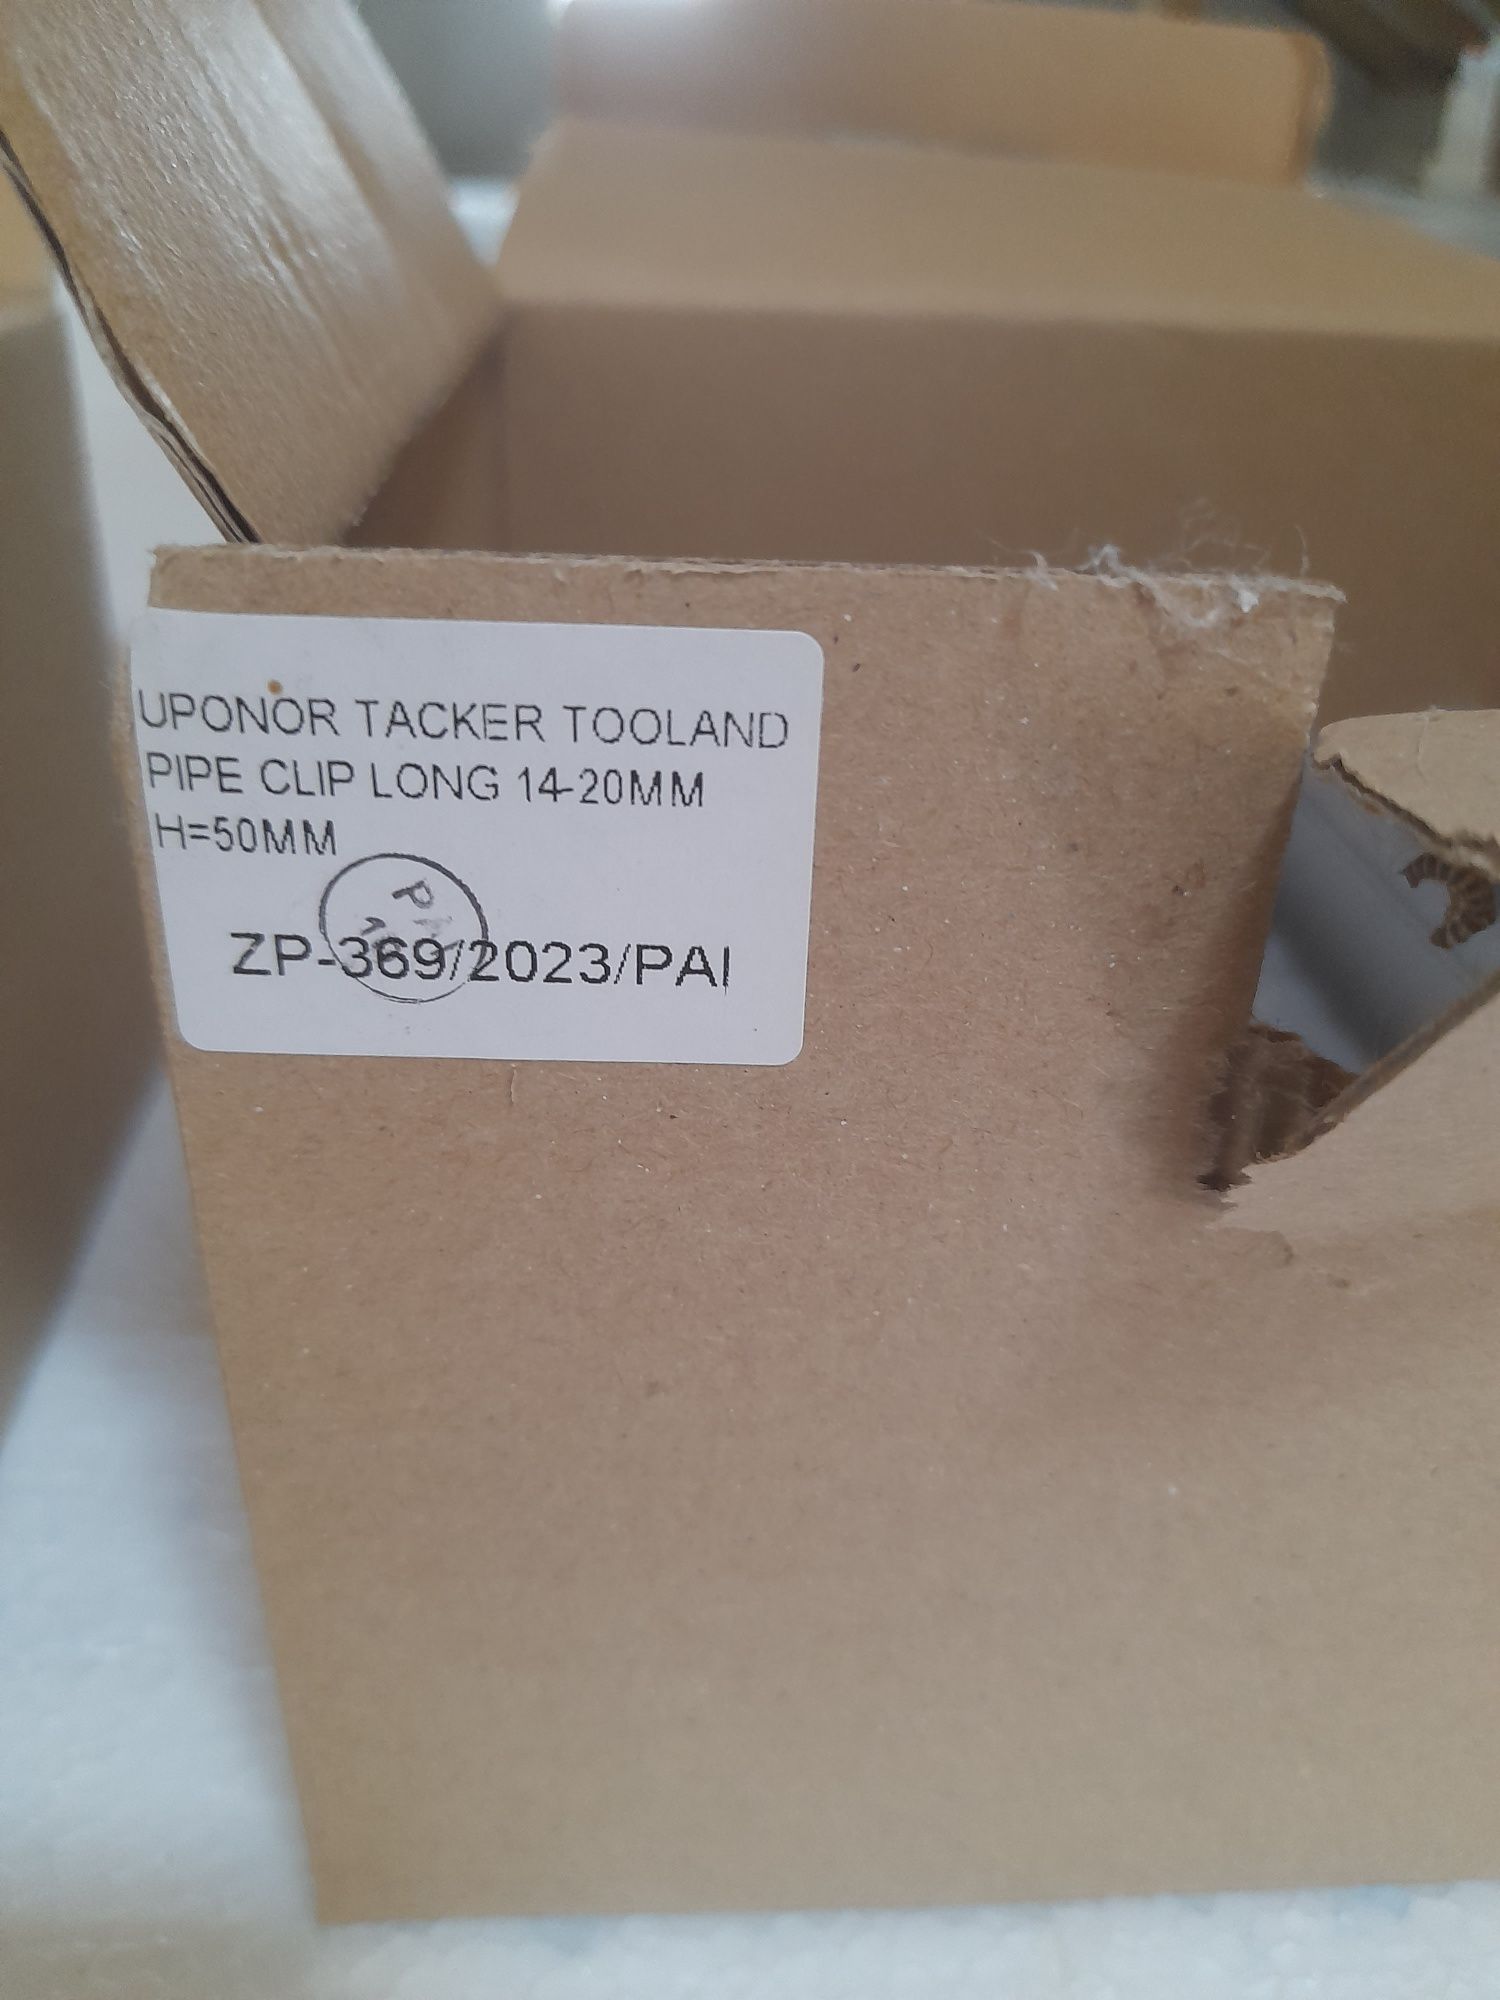 UPONOR TACKER TOOLAND
PIPE CLIP LONG 14-20MM
H=50MM
ZP-369/2023/PAI